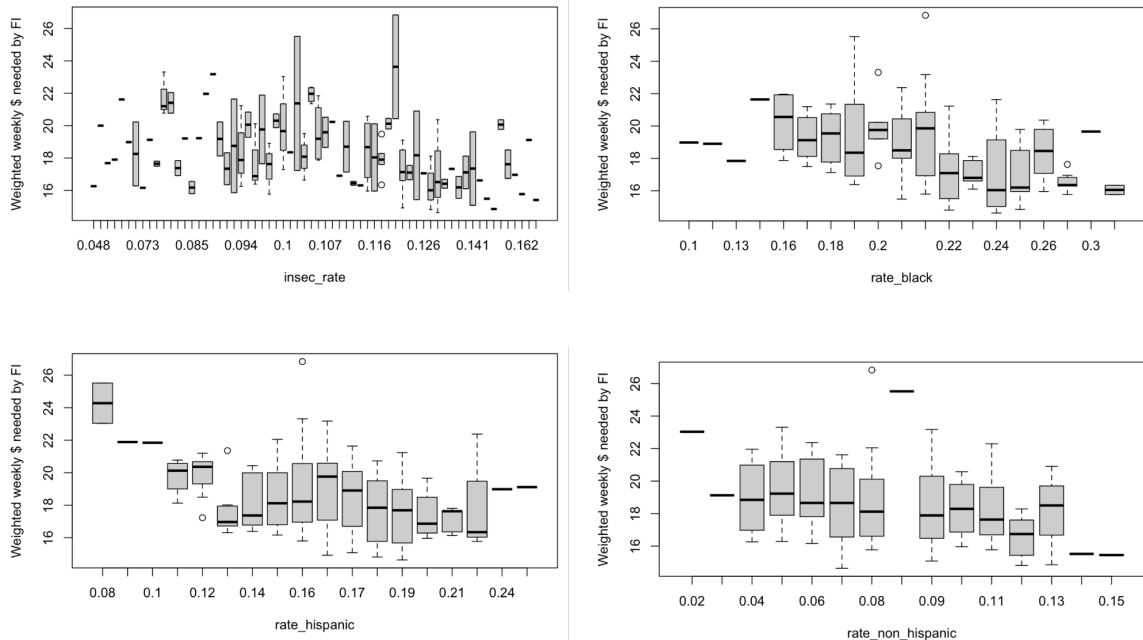 Weighted weekly $ needed by FI
26
24
22
20
18
16
0.048 0.073 0.085 0.094 0.1 0.107 0.116 0.126 0.141 0.162
insec_rate
Weighted weekly $ needed by FI
26
24
22
20
18
16
0.1 0.13 0.16 0.18 0.2 0.22 0.24 0.26 0.3
rate_black
Weighted weekly $ needed by FI
26
24
22
20
18
16
0.08 0.1 0.12 0.14 0.16 0.17 0.19 0.21 0.24
rate_hispanic
Weighted weekly $ needed by FI
26
24
22
20
18
16
0.02 0.04 0.06 0.08 0.09 0.11 0.13 0.15
rate_non_hispanic